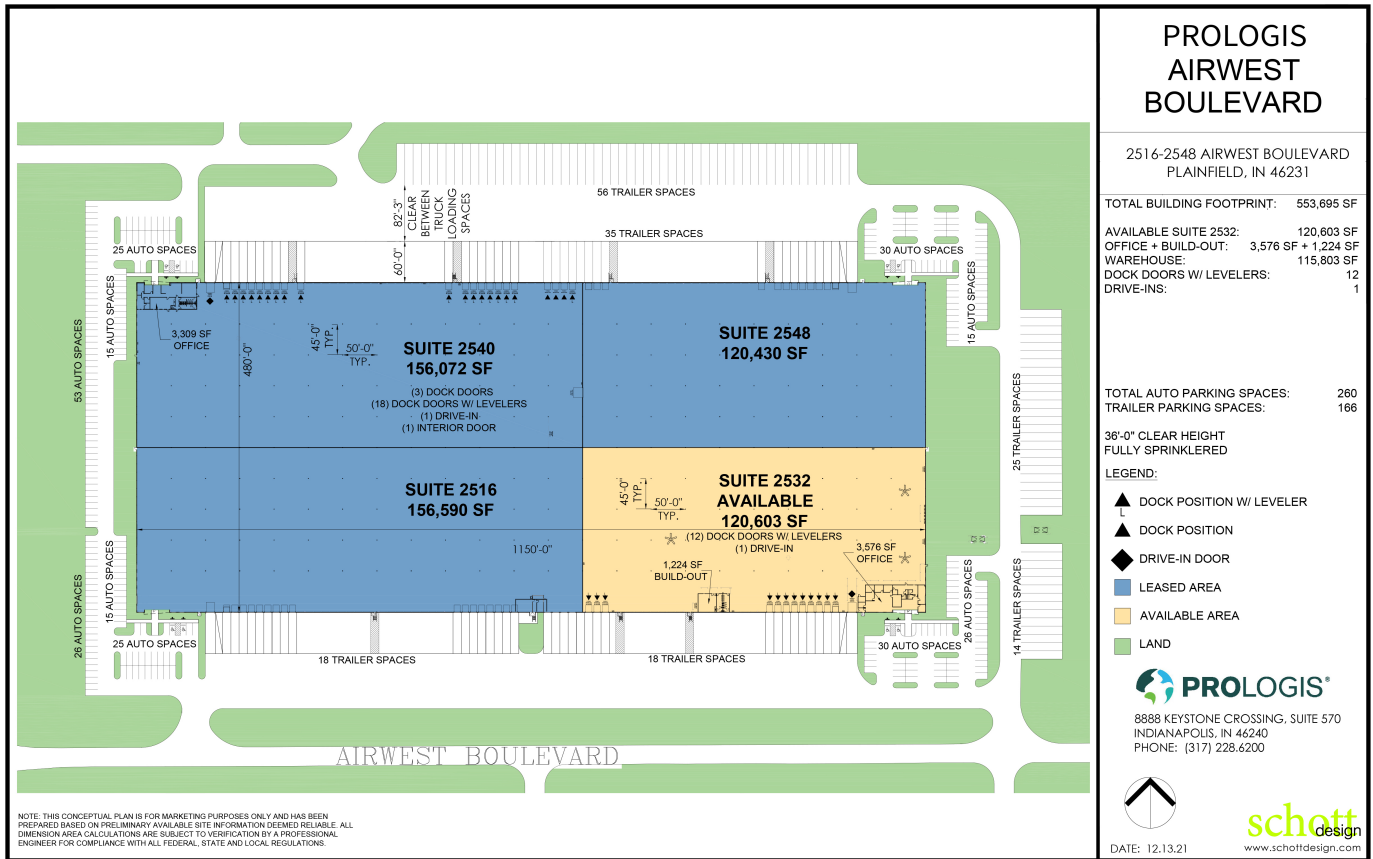 PROLOGIS
AIRWEST
BOULEVARD
2516-2548 AIRWEST BOULEVARD
PLAINFIELD, IN 46231
TOTAL BUILDING FOOTPRINT: 553,695 SF
AVAILABLE SUITE 2532: 120,603 SF
OFFICE + BUILD-OUT: 3,576 SF + 1,224 SF
WAREHOUSE: 115,803 SF
DOCK DOORS W/ LEVELERS: 12
DRIVE-INS: 1
TOTAL AUTO PARKING SPACES: 260
TRAILER PARKING SPACES: 166
36'-0" CLEAR HEIGHT
FULLY SPRINKLERED
LEGEND:
L
DOCK POSITION W/ LEVELER
DOCK POSITION
DRIVE-IN DOOR
LEASED AREA
AVAILABLE AREA
LAND
PROLOGIS®
8888 KEYSTONE CROSSING, SUITE 570
INDIANAPOLIS, IN 46240
PHONE: (317) 228.6200
DATE: 12.13.21
schott
design
www.schottdesign.com
56 TRAILER SPACES
82'-3"
CLEAR
BETWEEN
TRUCK
LOADING
SPACES
35 TRAILER SPACES
60'-0"
25 AUTO SPACES
30 AUTO SPACES
15 AUTO SPACES
15 AUTO SPACES
53 AUTO SPACES
3,309 SF
OFFICE
480'-0"
45'-0"
TYP.
50'-0"
TYP.
SUITE 2540
156,072 SF
(3) DOCK DOORS
(18) DOCK DOORS W/ LEVELERS
(1) DRIVE-IN
(1) INTERIOR DOOR
SUITE 2548
120,430 SF
25 TRAILER SPACES
SUITE 2516
156,590 SF
1150'-0"
45'-0"
TYP.
50'-0"
TYP.
SUITE 2532
AVAILABLE
120,603 SF
(12) DOCK DOORS W/ LEVELERS
(1) DRIVE-IN
3,576 SF
OFFICE
1,224 SF
BUILD-OUT
26 AUTO SPACES
15 AUTO SPACES
26 AUTO SPACES
14 TRAILER SPACES
25 AUTO SPACES
18 TRAILER SPACES
18 TRAILER SPACES
30 AUTO SPACES
AIRWEST BOULEVARD
NOTE: THIS CONCEPTUAL PLAN IS FOR MARKETING PURPOSES ONLY AND HAS BEEN
PREPARED BASED ON PRELIMINARY AVAILABLE SITE INFORMATION DEEMED RELIABLE. ALL
DIMENSION AREA CALCULATIONS ARE SUBJECT TO VERIFICATION BY A PROFESSIONAL
ENGINEER FOR COMPLIANCE WITH ALL FEDERAL, STATE AND LOCAL REGULATIONS.